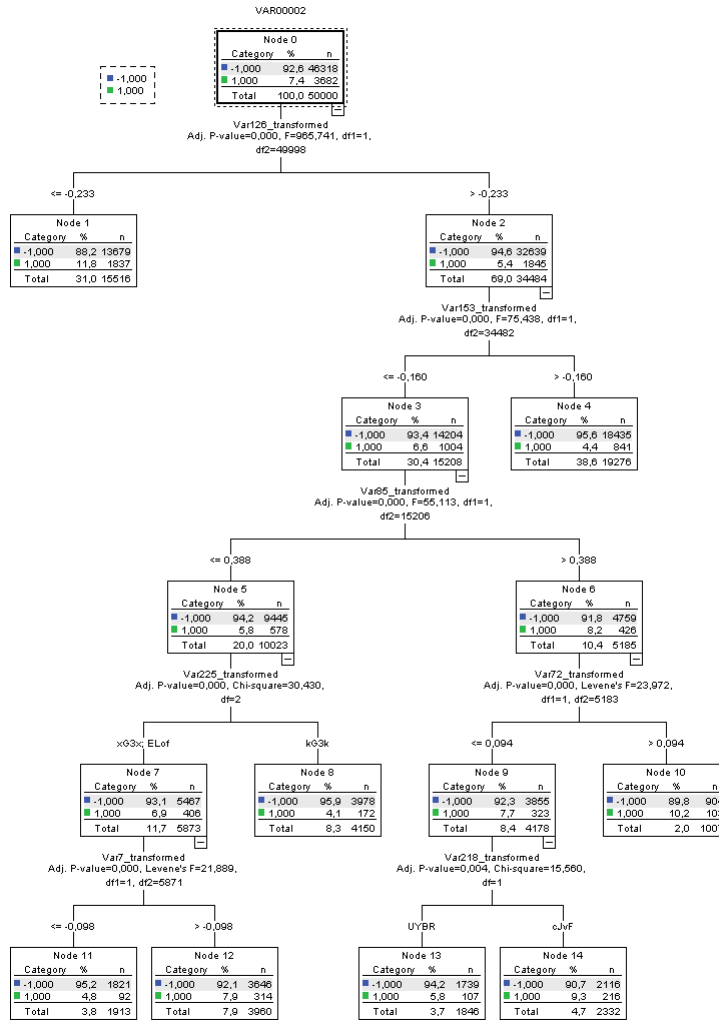 VAR00002
-1,000
1,000
Node 0
Category % n
-1,000 92,6 46318
1,000 7,4 3682
Total 100,0 50000
Var126_transformed
Adj. P-value=0,000, F=965,741, df1=1,
df2=49998
<= -0,233
> -0,233
Node 1
Category % n
-1,000 88,2 13679
1,000 11,8 1837
Total 31,0 15516
Node 2
Category % n
-1,000 94,6 32639
1,000 5,4 1845
Total 69,0 34484
Var153_transformed
Adj. P-value=0,000, F=75,438, df1=1,
df2=34482
<= -0,160
> -0,160
Node 3
Category % n
-1,000 93,4 14204
1,000 6,6 1004
Total 30,4 15208
Node 4
Category % n
-1,000 95,6 18435
1,000 4,4 841
Total 38,6 19276
Var85_transformed
Adj. P-value=0,000, F=55,113, df1=1,
df2=15206
<= 0,388
> 0,388
Node 5
Category % n
-1,000 94,2 9445
1,000 5,8 578
Total 20,0 10023
Node 6
Category % n
-1,000 91,8 4759
1,000 8,2 426
Total 10,4 5185
Var225_transformed
Adj. P-value=0,000, Chi-square=30,430,
df=2
Var72_transformed
Adj. P-value=0,000, Levene's F=23,972,
df1=1, df2=5183
xG3x; ELof
kG3k
<= 0,094
> 0,094
Node 7
Category % n
-1,000 93,1 5467
1,000 6,9 406
Total 11,7 5873
Node 8
Category % n
-1,000 95,9 3978
1,000 4,1 172
Total 8,3 4150
Node 9
Category % n
-1,000 92,3 3855
1,000 7,7 323
Total 8,4 4178
Node 10
Category % n
-1,000 89,8
1,000 10,2
Total 2,0
Var7_transformed
Adj. P-value=0,000, Levene's F=21,889,
df1=1, df2=5871
Var218_transformed
Adj. P-value=0,004, Chi-square=15,560,
df=1
<= -0,098
> -0,098
UYBR
cJvF
Node 11
Category % n
-1,000 95,2 1821
1,000 4,8 92
Total 3,8 1913
Node 12
Category % n
-1,000 92,1 3646
1,000 7,9 314
Total 7,9 3960
Node 13
Category % n
-1,000 94,2 1739
1,000 5,8 107
Total 3,7 1846
Node 14
Category % n
-1,000 90,7 2116
1,000 9,3 216
Total 4,7 2332